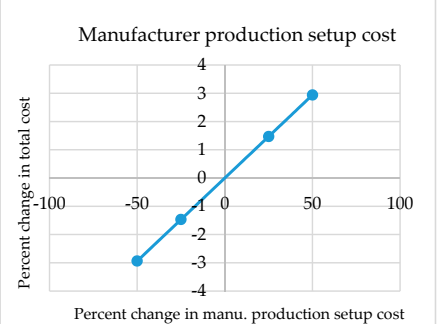 Manufacturer production setup cost
4
3
2
1
0
-100 -50 0 50 100
-1
-2
-3
-4
Percent change in total cost
Percent change in manu. production setup cost